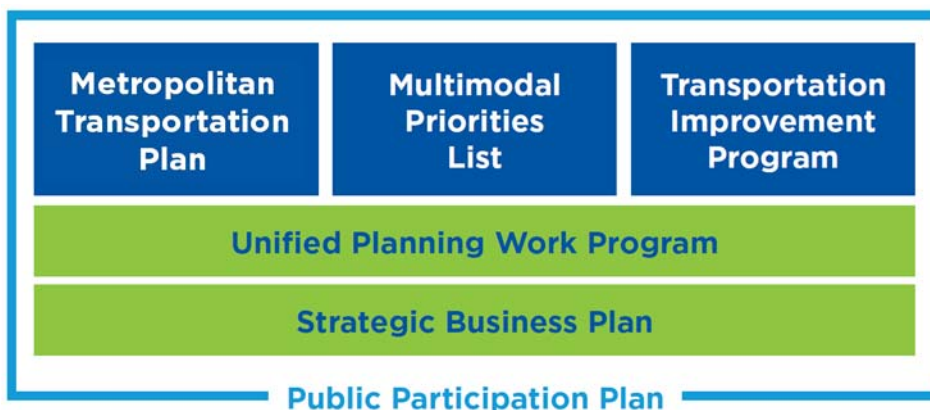 Metropolitan
Transportation
Plan
Multimodal
Priorities
List
Transportation
Improvement
Program
Unified Planning Work Program
Strategic Business Plan
Public Participation Plan